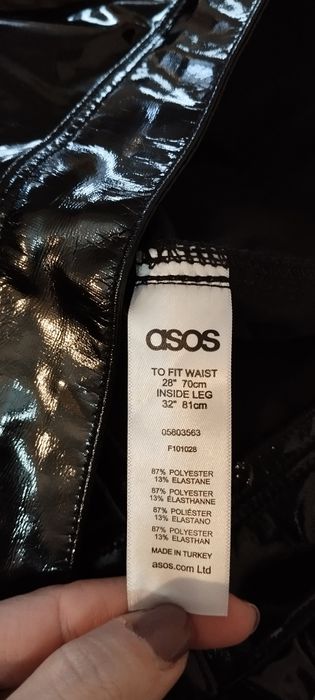 asos
TO FIT WAIST
28" 70cm
INSIDE LEG
32" 81cm
05803563
F101028
87% POLYESTER
13% ELASTANE
87% POLYESTER
13% ÉLASTHANNE
87% POLIÉSTER
13% ELASTANO
87% POLYESTER
13% ELASTHAN
MADE IN TURKEY
asos.com Ltd